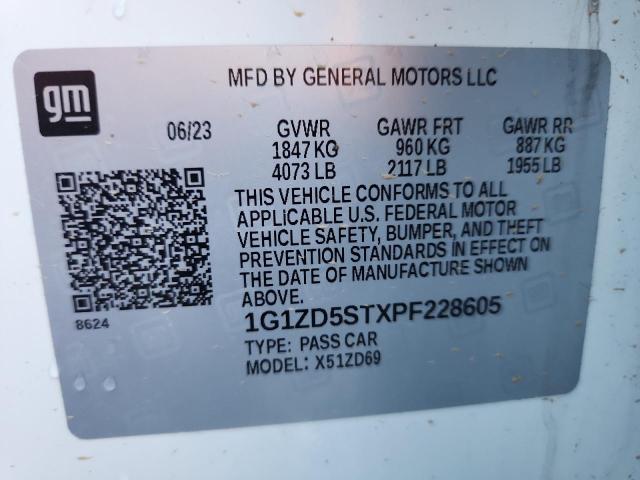 gm
MFD BY GENERAL MOTORS LLC
06/23 GVWR GAWR FRT GAWR RR
1847 KG 960 KG 887 KG
4073 LB 2117 LB 1955 LB
THIS VEHICLE CONFORMS TO ALL
APPLICABLE U.S. FEDERAL MOTOR
VEHICLE SAFETY, BUMPER, AND THEFT
PREVENTION STANDARDS IN EFFECT ON
THE DATE OF MANUFACTURE SHOWN
ABOVE.
8624
1G1ZD5STXPF228605
TYPE: PASS CAR
MODEL: X51ZD69